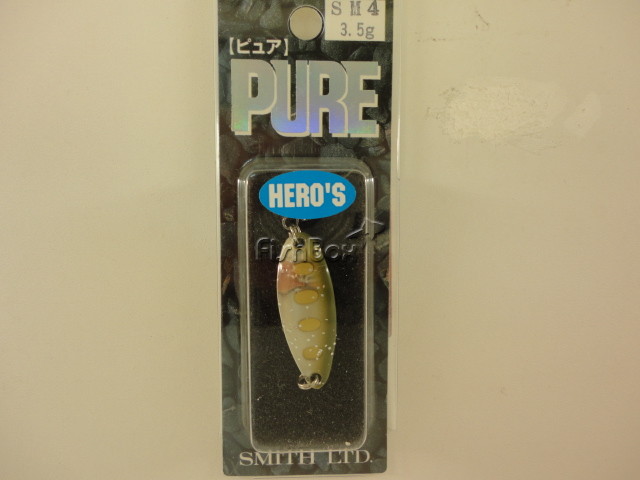 SM4
3.5g
【ピュア】
PURE
HERO'S
FishBox
SMITH LTD.